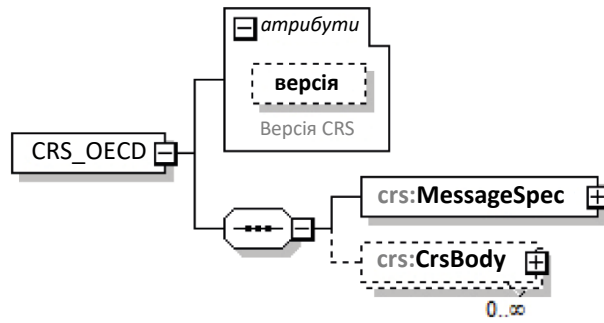 атрибути
версія
Версія CRS
CRS_OECD
crs:MessageSpec
crs:CrsBody
0..∞